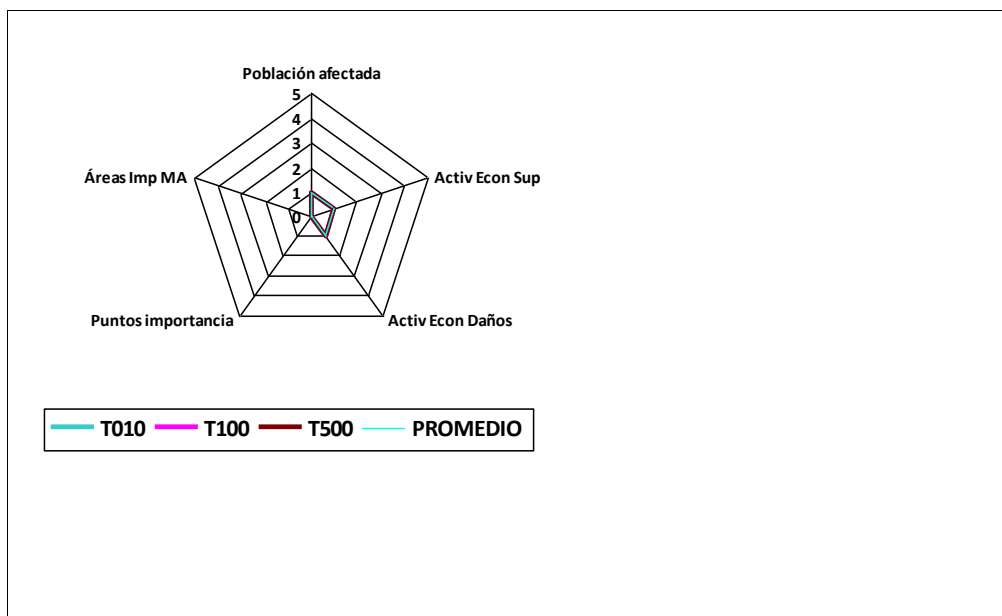 Población afectada
5
4
3
2
1
0
Áreas Imp MA
Activ Econ Sup
Puntos importancia
Activ Econ Daños
T010 T100 T500 PROMEDIO